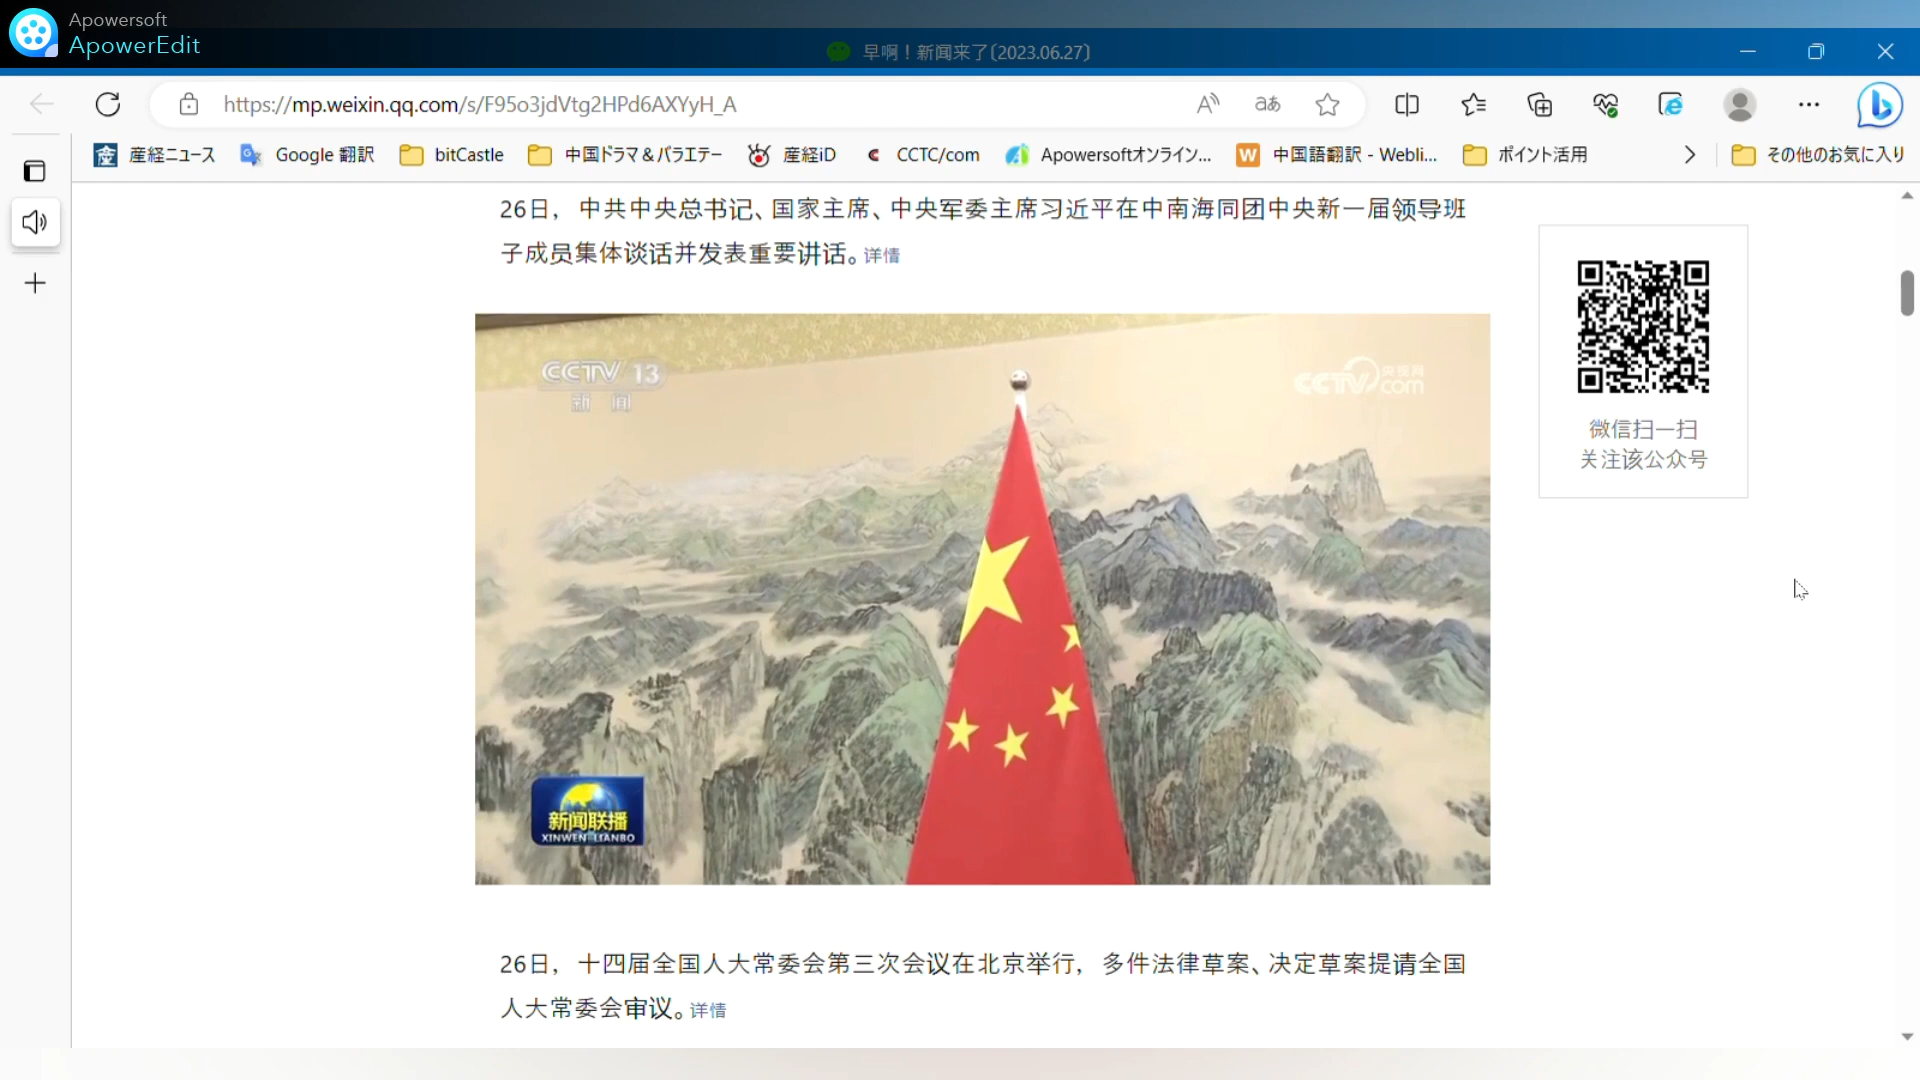 Apowersoft
ApowerEdit
早啊！新闻来了〔2023.06.27〕
https://mp.weixin.qq.com/s/F95o3jdVtg2HPd6AXYyH_A
産経ニュース Google 翻訳 bitCastle 中国ドラマ＆バラエテー 産経iD CCTC/com Apowersoftオンライン... 中国語翻訳 - Webli... ポイント活用 その他のお気に入り
26日，中共中央总书记、国家主席、中央军委主席习近平在中南海同团中央新一届领导班
子成员集体谈话并发表重要讲话。详情
CCTV 13
新闻
CCTV 央视网
com
新闻联播
XINWEN LIANBO
微信扫一扫
关注该公众号
26日，十四届全国人大常委会第三次会议在北京举行，多件法律草案、决定草案提请全国
人大常委会审议。详情